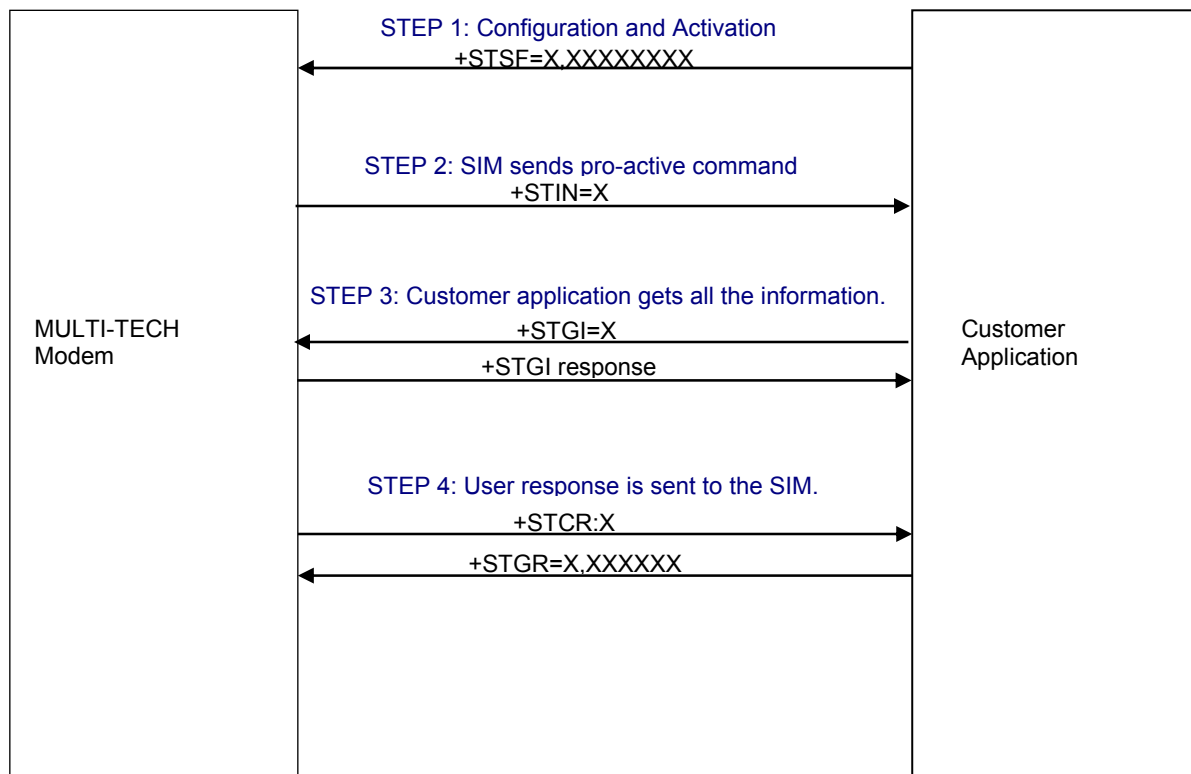 STEP 1: Configuration and Activation
+STSF=X,XXXXXXXX
STEP 2: SIM sends pro-active command
+STIN=X
STEP 3: Customer application gets all the information.
+STGI=X
MULTI-TECH
Modem
Customer
Application
+STGI response
STEP 4: User response is sent to the SIM.
+STCR:X
+STGR=X,XXXXXX